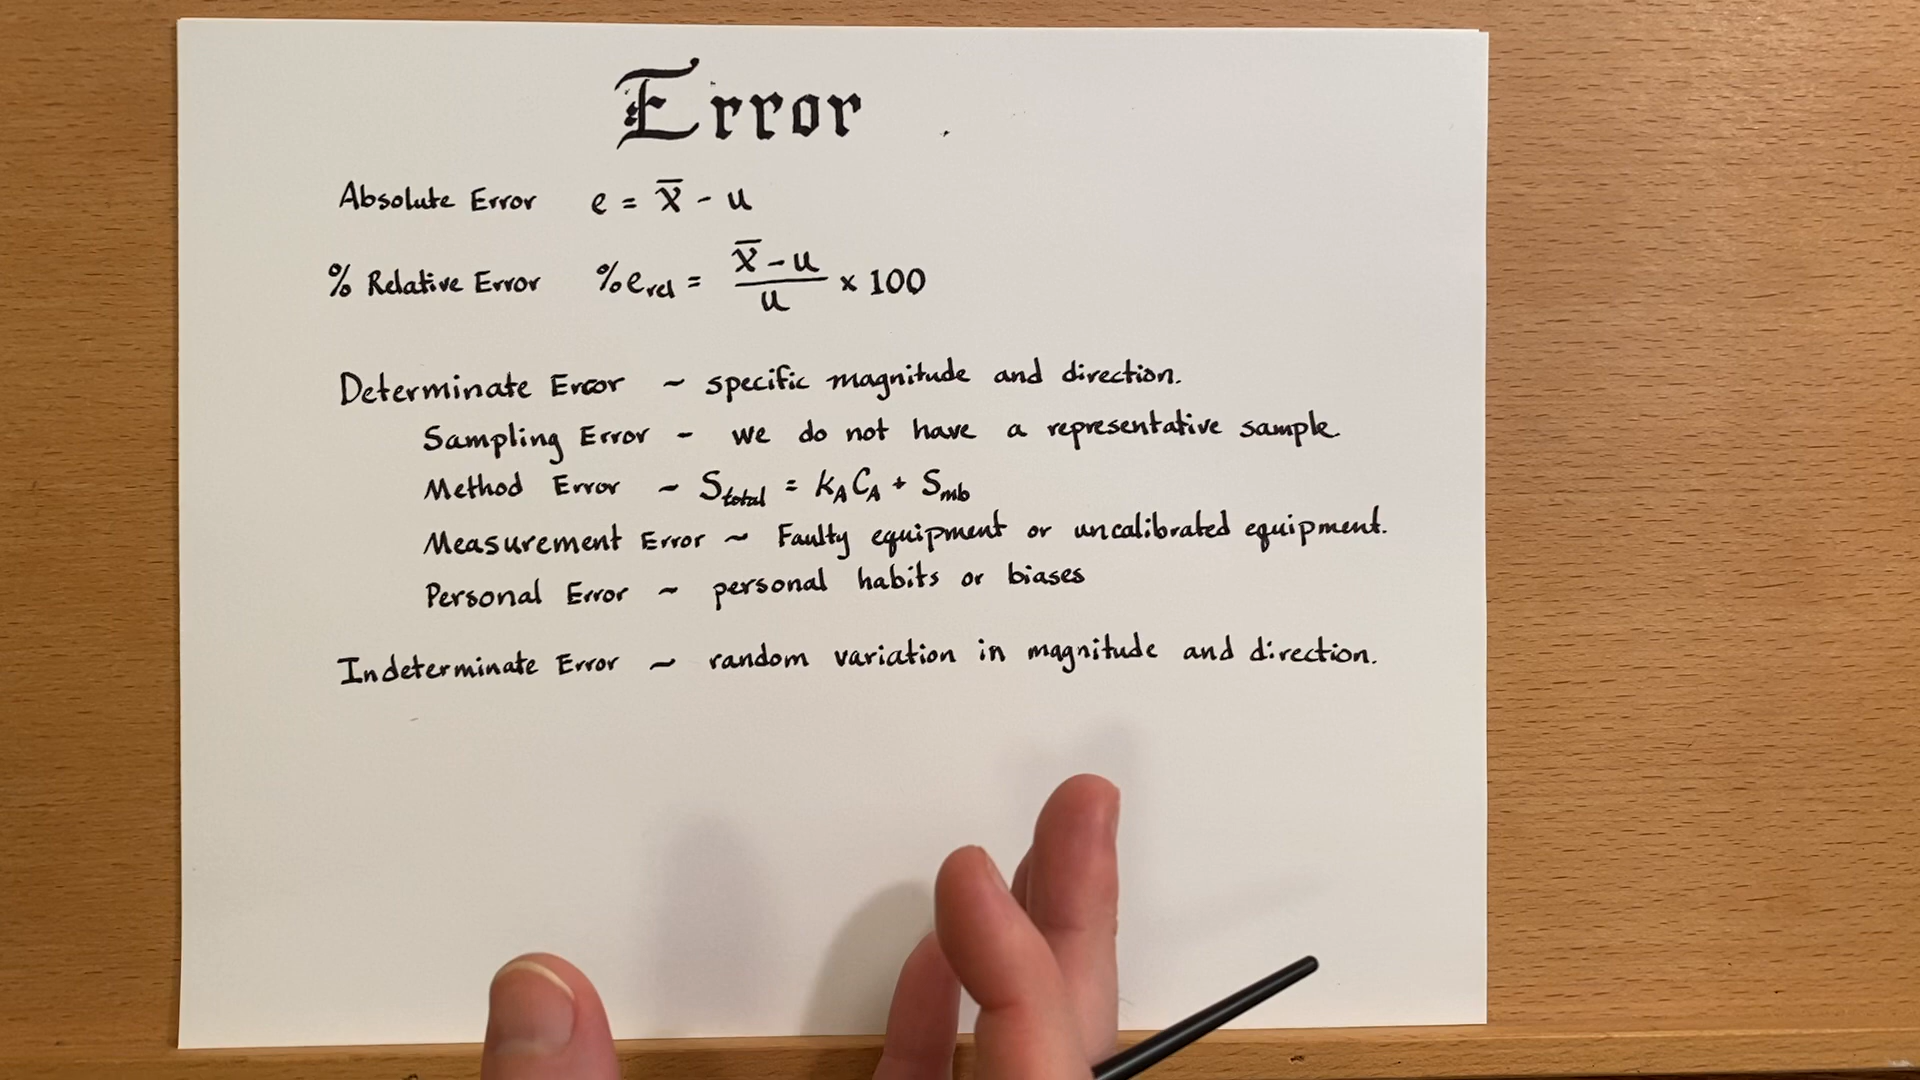 Error
Absolute Error e = x̄ - u
% Relative Error %e_rel = (x̄ - u)/u × 100
Determinate Error ~ specific magnitude and direction.
Sampling Error - we do not have a representative sample.
Method Error ~ S_total = k_A C_A + S_mb
Measurement Error ~ Faulty equipment or uncalibrated equipment.
Personal Error ~ personal habits or biases
Indeterminate Error ~ random variation in magnitude and direction.